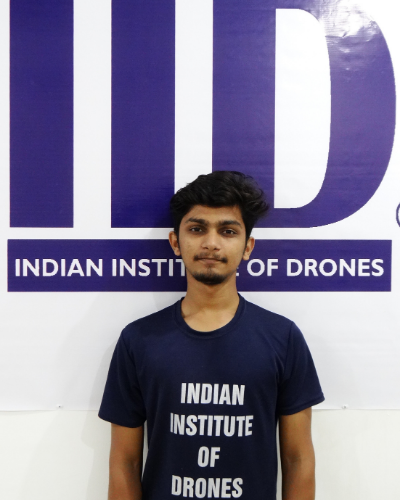 IID
INDIAN INSTITUTE OF DRONES
INDIAN
INSTITUTE
OF
DRONES